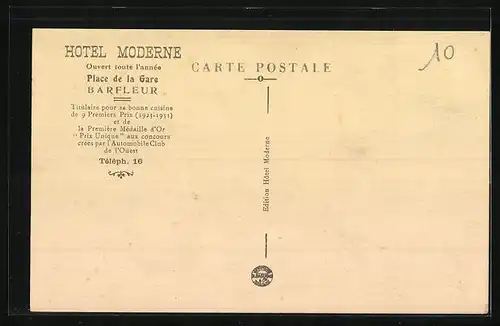 HOTEL MODERNE
Ouvert toute l'année
Place de la Gare
BARFLEUR
Titulaire pour sa bonne cuisine
de 9 Premiers Prix (1923-1931)
et de
la Première Médaille d'Or
"Prix Unique" aux concours
créés par l'Automobile Club
de l'Ouest
Téléph. 16
CARTE POSTALE
Edition Hôtel Moderne
10